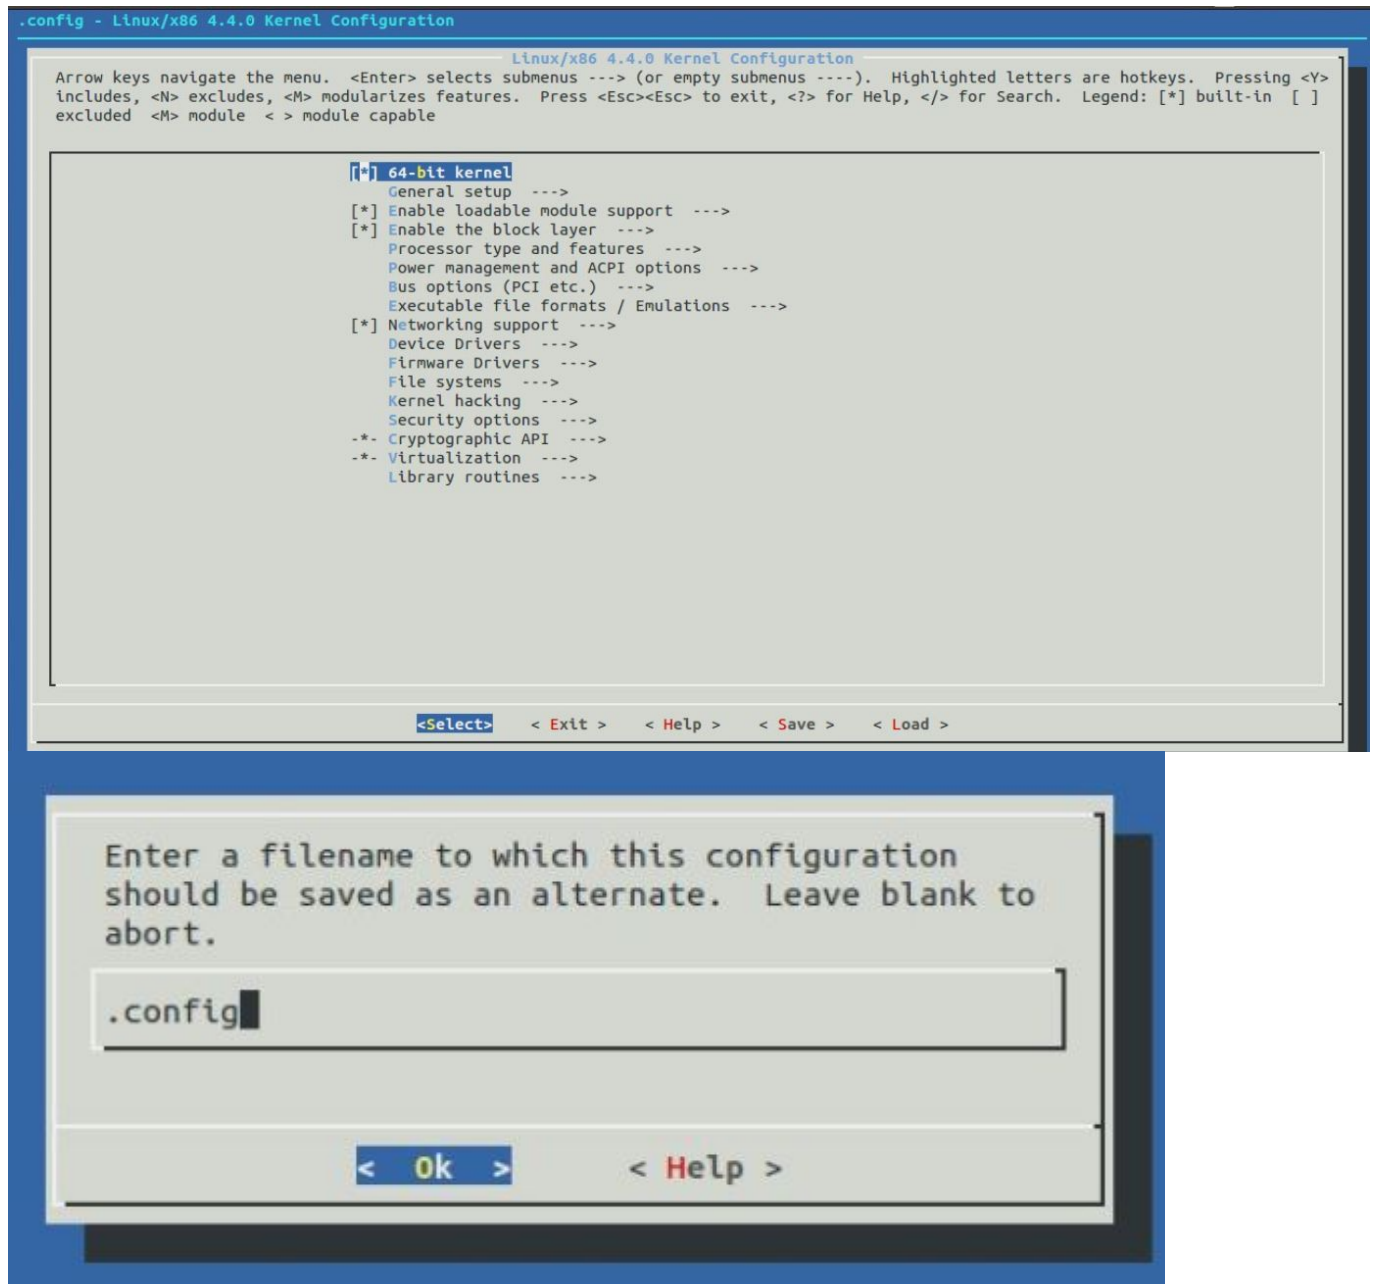 .config - Linux/x86 4.4.0 Kernel Configuration
Linux/x86 4.4.0 Kernel Configuration
Arrow keys navigate the menu.  <Enter> selects submenus ---> (or empty submenus ----).  Highlighted letters are hotkeys.  Pressing <Y>
includes, <N> excludes, <M> modularizes features.  Press <Esc><Esc> to exit, <?> for Help, </> for Search.  Legend: [*] built-in  [ ]
excluded  <M> module  < > module capable
[*] 64-bit kernel
General setup  --->
[*] Enable loadable module support  --->
[*] Enable the block layer  --->
Processor type and features  --->
Power management and ACPI options  --->
Bus options (PCI etc.)  --->
Executable file formats / Emulations  --->
[*] Networking support  --->
Device Drivers  --->
Firmware Drivers  --->
File systems  --->
Kernel hacking  --->
Security options  --->
-*- Cryptographic API  --->
-*- Virtualization  --->
Library routines  --->
<Select>    < Exit >    < Help >    < Save >    < Load >
Enter a filename to which this configuration
should be saved as an alternate.  Leave blank to
abort.
.config
<  Ok  >      < Help >